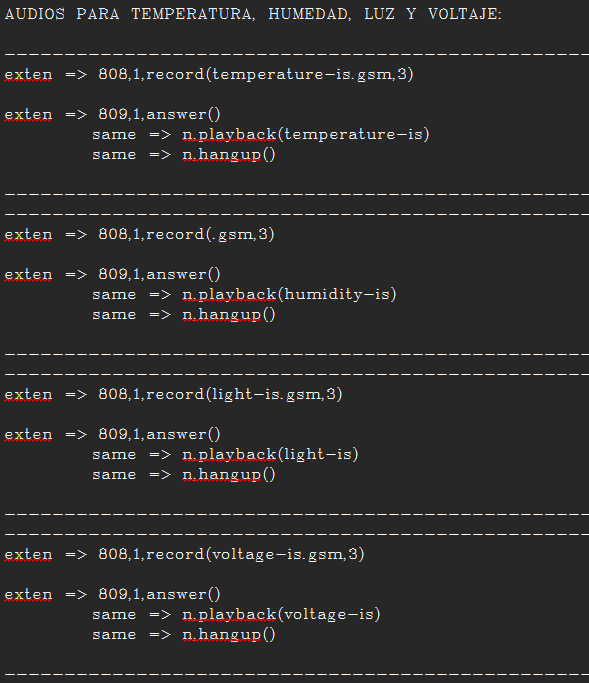 AUDIOS PARA TEMPERATURA, HUMEDAD, LUZ Y VOLTAJE:
-------------------------------------------------
exten => 808,1,record(temperature-is.gsm,3)
exten => 809,1,answer()
same => n,playback(temperature-is)
same => n,hangup()
-------------------------------------------------
-------------------------------------------------
exten => 808,1,record(.gsm,3)
exten => 809,1,answer()
same => n,playback(humidity-is)
same => n,hangup()
-------------------------------------------------
-------------------------------------------------
exten => 808,1,record(light-is.gsm,3)
exten => 809,1,answer()
same => n,playback(light-is)
same => n,hangup()
-------------------------------------------------
-------------------------------------------------
exten => 808,1,record(voltage-is.gsm,3)
exten => 809,1,answer()
same => n,playback(voltage-is)
same => n,hangup()
-------------------------------------------------